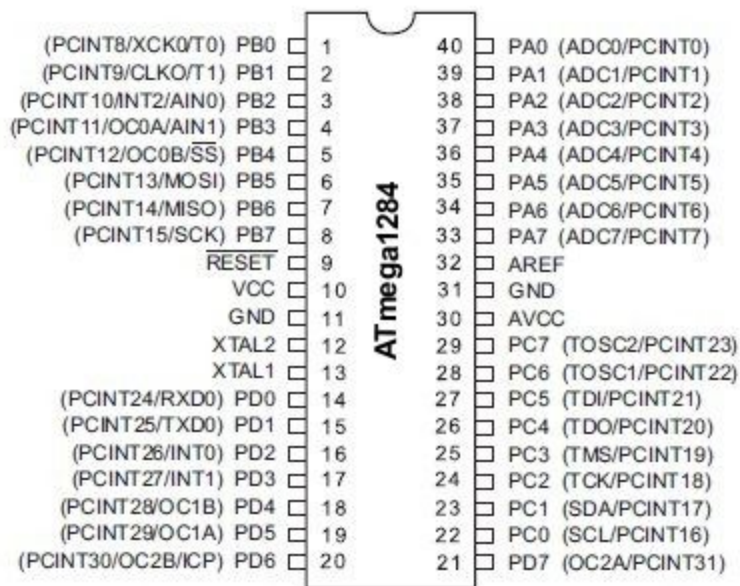 (PCINT8/XCK0/T0) PB0 1 40 PA0 (ADC0/PCINT0)
(PCINT9/CLKO/T1) PB1 2 39 PA1 (ADC1/PCINT1)
(PCINT10/INT2/AIN0) PB2 3 38 PA2 (ADC2/PCINT2)
(PCINT11/OC0A/AIN1) PB3 4 37 PA3 (ADC3/PCINT3)
(PCINT12/OC0B/SS) PB4 5 36 PA4 (ADC4/PCINT4)
(PCINT13/MOSI) PB5 6 35 PA5 (ADC5/PCINT5)
(PCINT14/MISO) PB6 7 34 PA6 (ADC6/PCINT6)
(PCINT15/SCK) PB7 8 33 PA7 (ADC7/PCINT7)
RESET 9 32 AREF
VCC 10 31 GND
GND 11 30 AVCC
XTAL2 12 29 PC7 (TOSC2/PCINT23)
XTAL1 13 28 PC6 (TOSC1/PCINT22)
(PCINT24/RXD0) PD0 14 27 PC5 (TDI/PCINT21)
(PCINT25/TXD0) PD1 15 26 PC4 (TDO/PCINT20)
(PCINT26/INT0) PD2 16 25 PC3 (TMS/PCINT19)
(PCINT27/INT1) PD3 17 24 PC2 (TCK/PCINT18)
(PCINT28/OC1B) PD4 18 23 PC1 (SDA/PCINT17)
(PCINT29/OC1A) PD5 19 22 PC0 (SCL/PCINT16)
(PCINT30/OC2B/ICP) PD6 20 21 PD7 (OC2A/PCINT31)
ATmega1284